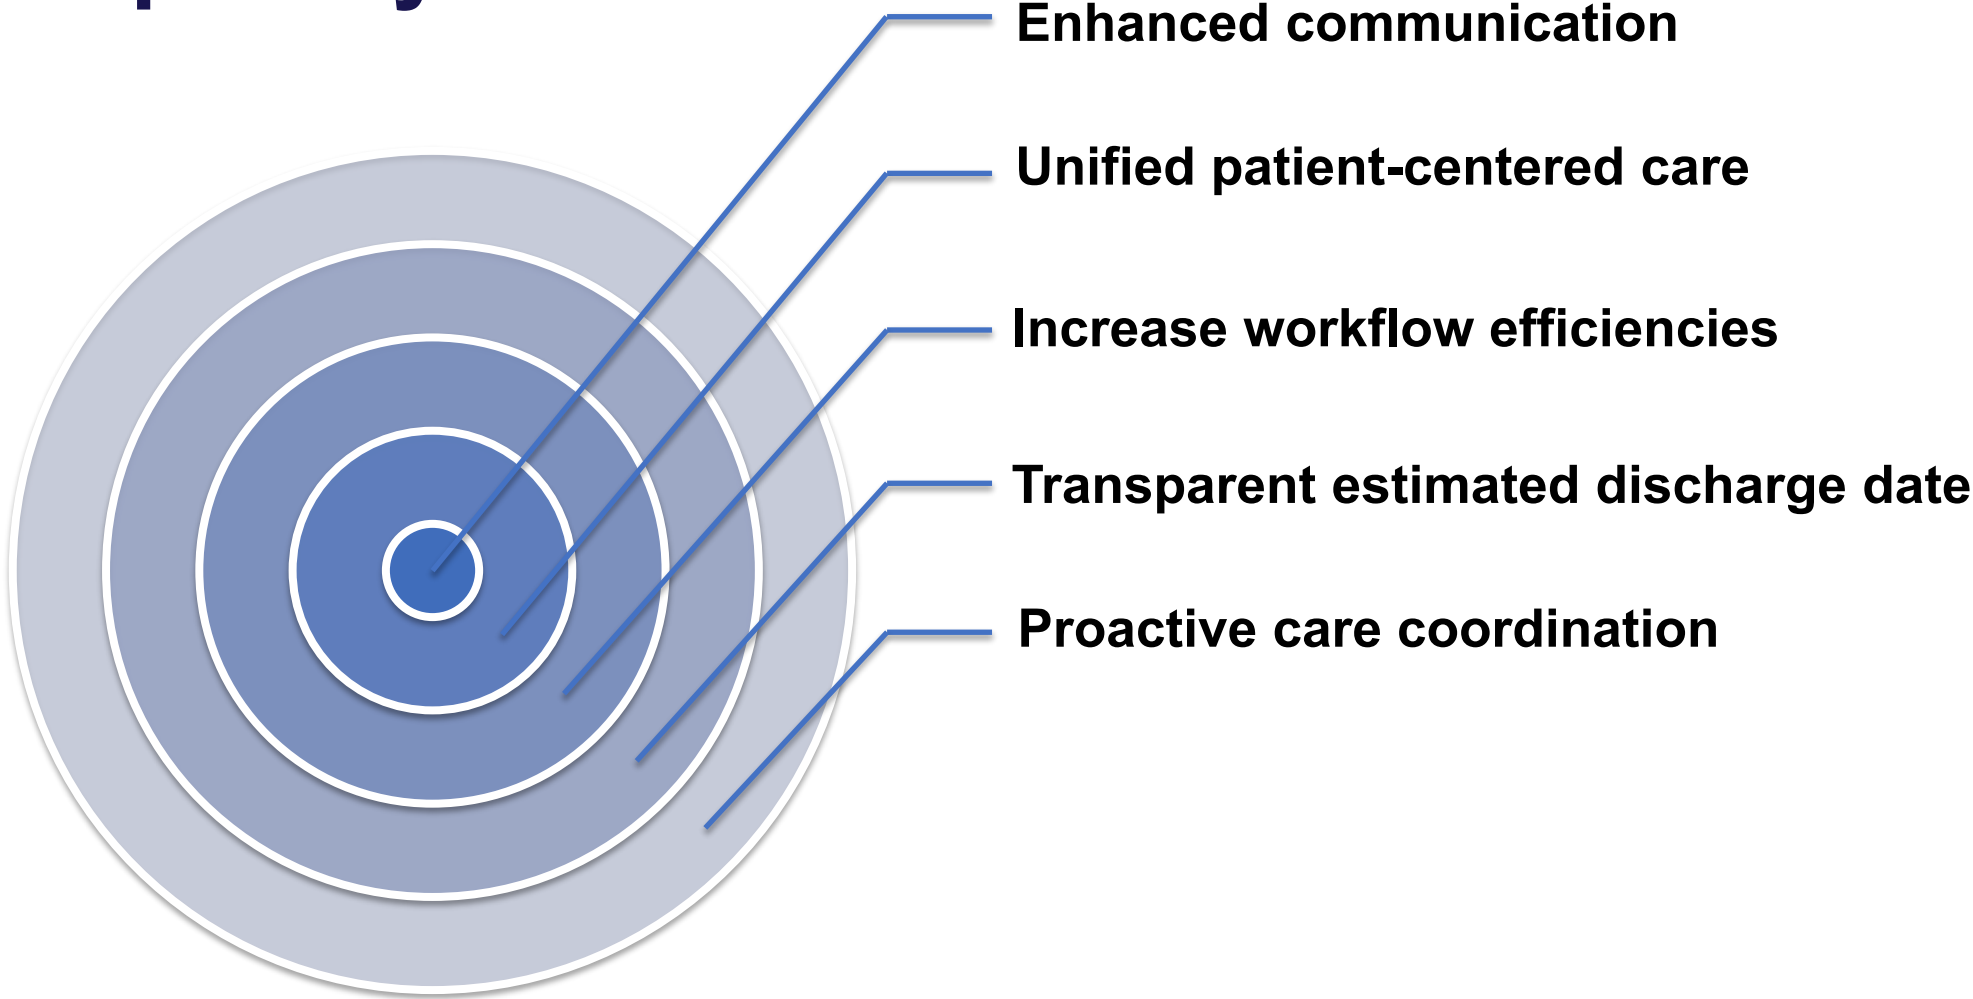 Enhanced communication
Unified patient-centered care
Increase workflow efficiencies
Transparent estimated discharge date
Proactive care coordination